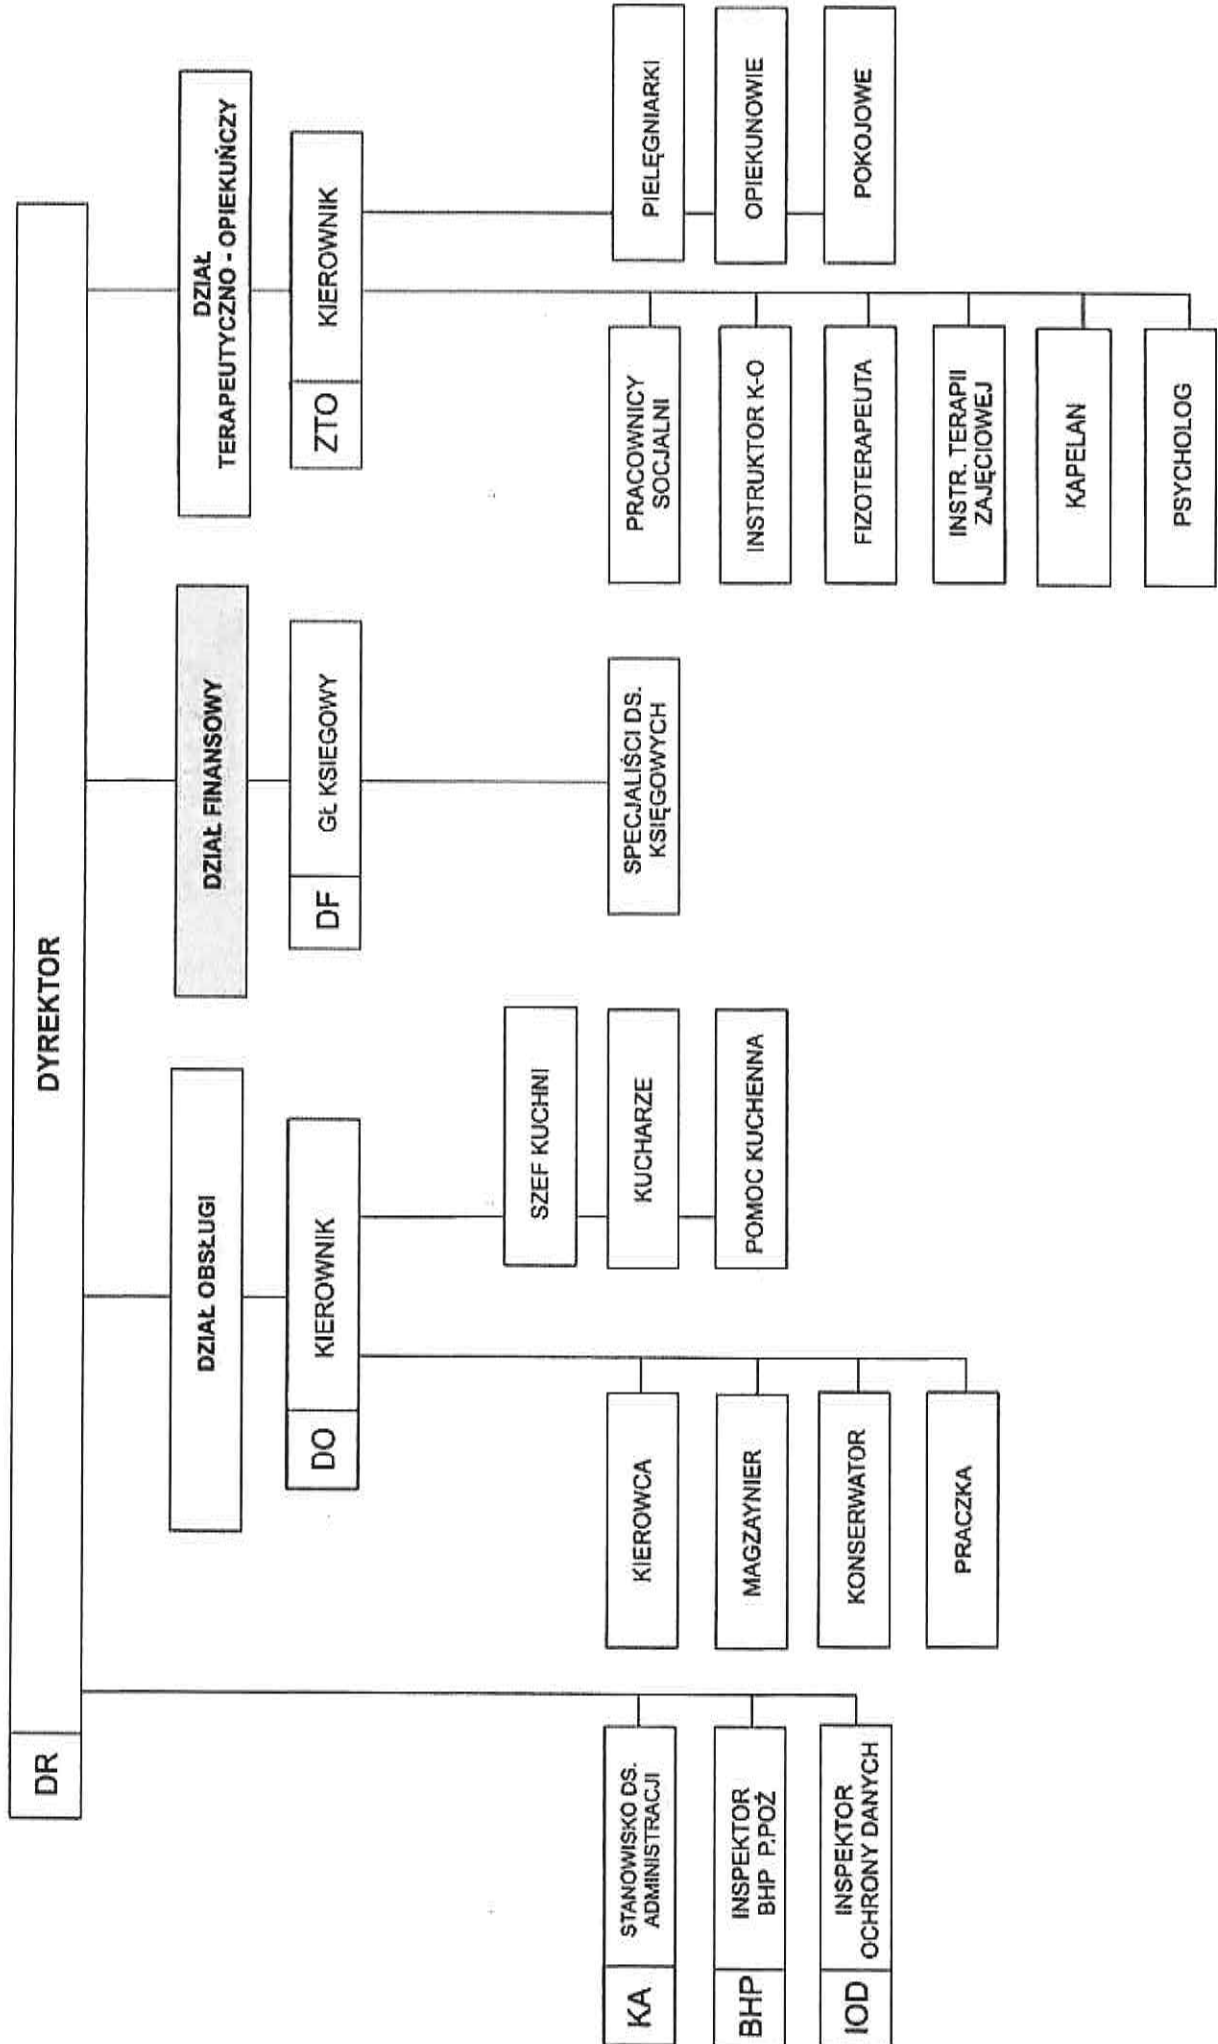 DR
DYREKTOR
DZIAŁ OBSŁUGI
DO
KIEROWNIK
DZIAŁ FINANSOWY
DF
GŁ KSIEGOWY
DZIAŁ
TERAPEUTYCZNO - OPIEKUŃCZY
ZTO
KIEROWNIK
KA
STANOWISKO DS.
ADMINISTRACJI
BHP
INSPEKTOR
BHP P.POŻ
IOD
INSPEKTOR
OCHRONY DANYCH
KIEROWCA
MAGZAYNIER
KONSERWATOR
PRACZKA
SZEF KUCHNI
KUCHARZE
POMOC KUCHENNA
SPECJALIŚCI DS.
KSIĘGOWYCH
PRACOWNICY
SOCJALNI
INSTRUKTOR K-O
FIZOTERAPEUTA
INSTR. TERAPII
ZAJĘCIOWEJ
KAPELAN
PSYCHOLOG
PIELĘGNIARKI
OPIEKUNOWIE
POKOJOWE